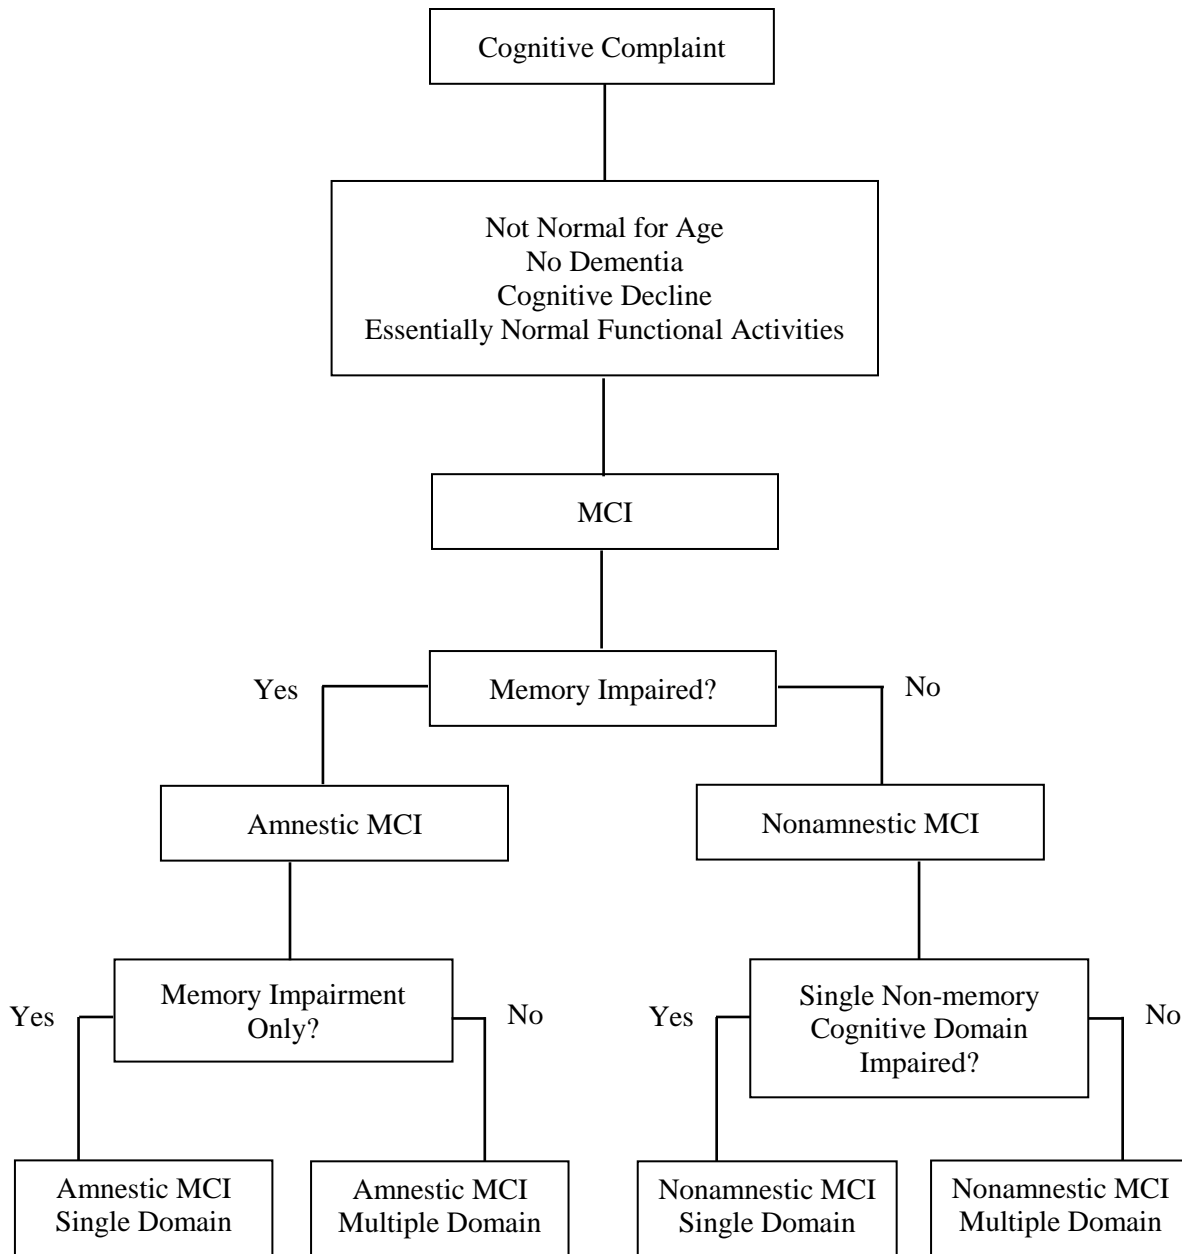 Cognitive Complaint
Not Normal for Age
No Dementia
Cognitive Decline
Essentially Normal Functional Activities
MCI
Yes
Memory Impaired?
No
Amnestic MCI
Nonamnestic MCI
Yes
Memory Impairment
Only?
No
Yes
Single Non-memory
Cognitive Domain
Impaired?
No
Amnestic MCI
Single Domain
Amnestic MCI
Multiple Domain
Nonamnestic MCI
Single Domain
Nonamnestic MCI
Multiple Domain